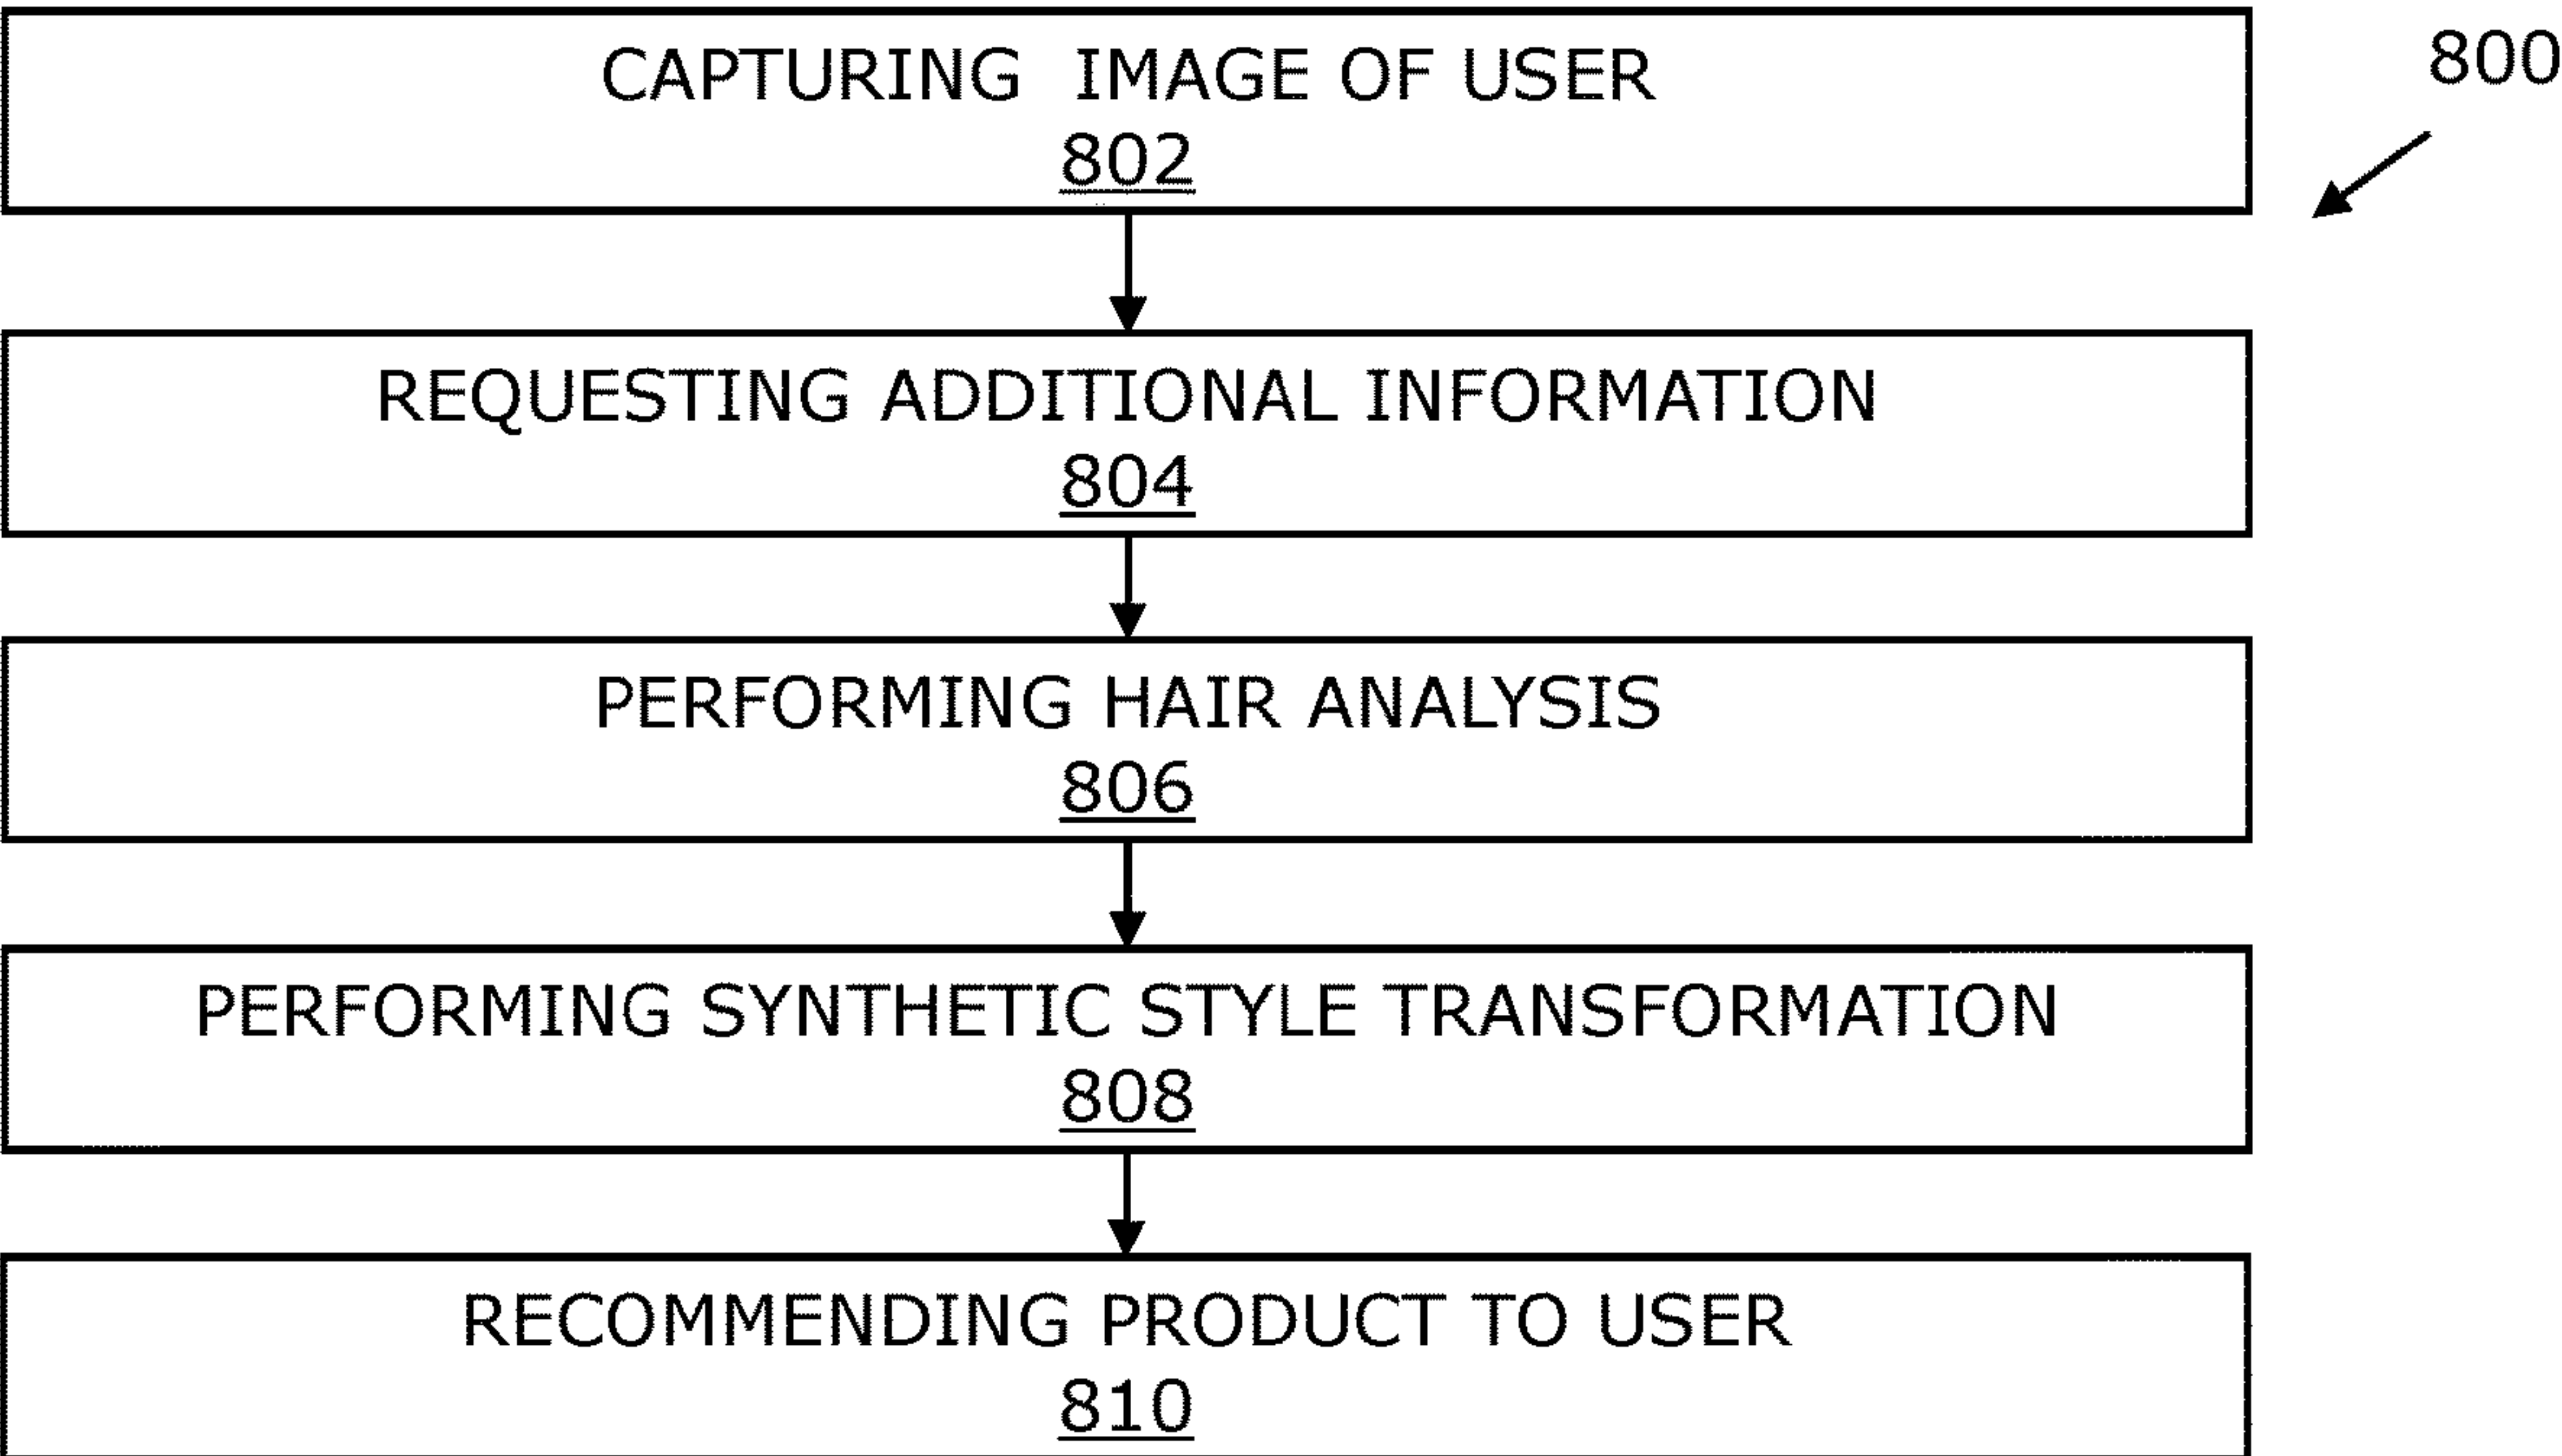 CAPTURING IMAGE OF USER
802
800
REQUESTING ADDITIONAL INFORMATION
804
PERFORMING HAIR ANALYSIS
806
PERFORMING SYNTHETIC STYLE TRANSFORMATION
808
RECOMMENDING PRODUCT TO USER
810